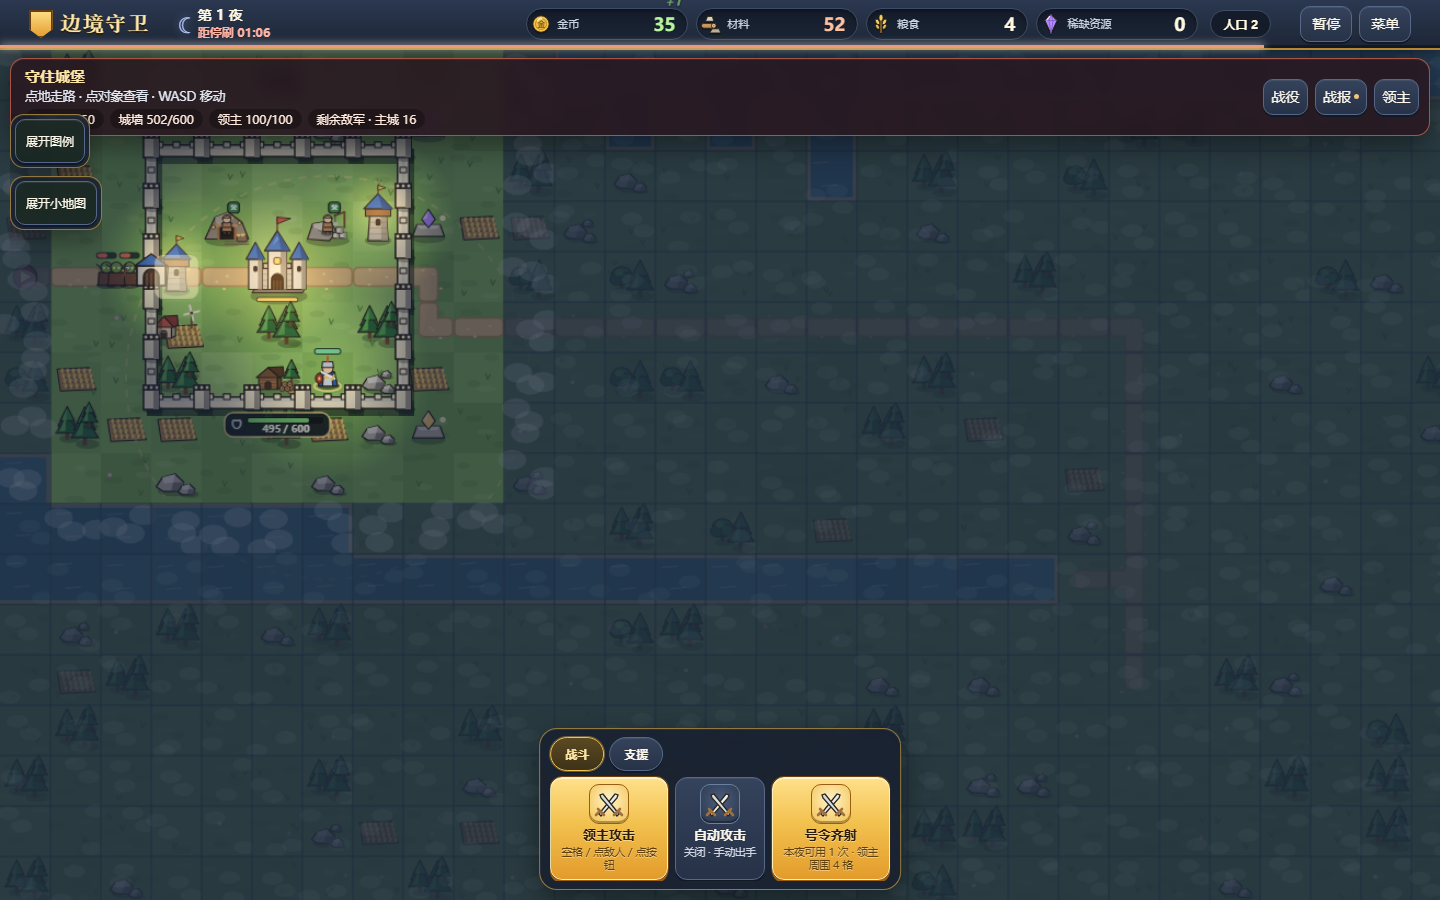 边境守卫
第 1 夜
距停刷 01:06
金币 35
材料 52
粮食 4
稀缺资源 0
人口 2
暂停
菜单
守住城堡
点地走路 · 点对象查看 · WASD 移动
城墙 502/600
领主 100/100
剩余敌军 · 主城 16
战役
战报
领主
展开图例
展开小地图
495 / 600
战斗
支援
领主攻击
空格 / 点敌人 / 点按
钮
自动攻击
关闭 · 手动出手
号令齐射
本夜可用 1 次 · 领主
周围 4 格